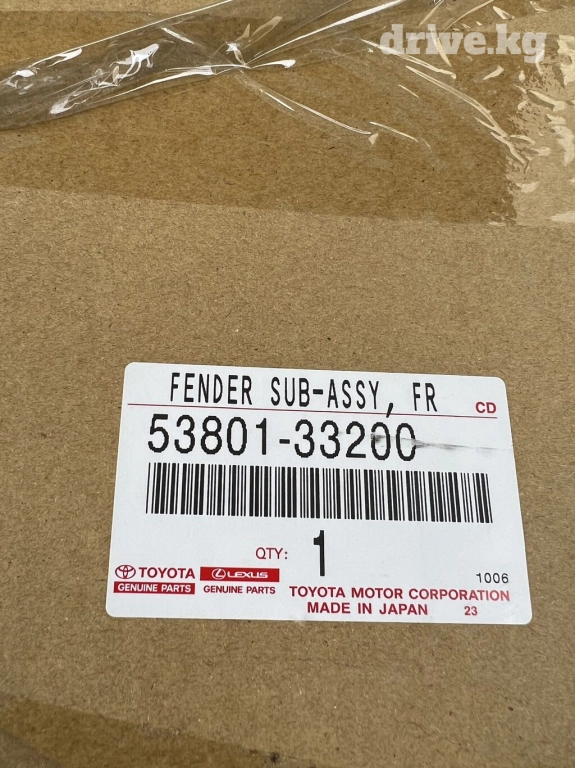 drive.kg
FENDER SUB-ASSY, FR
CD
53801-33200
QTY: 1
1006
TOYOTA
GENUINE PARTS
LEXUS
GENUINE PARTS
TOYOTA MOTOR CORPORATION
MADE IN JAPAN 23